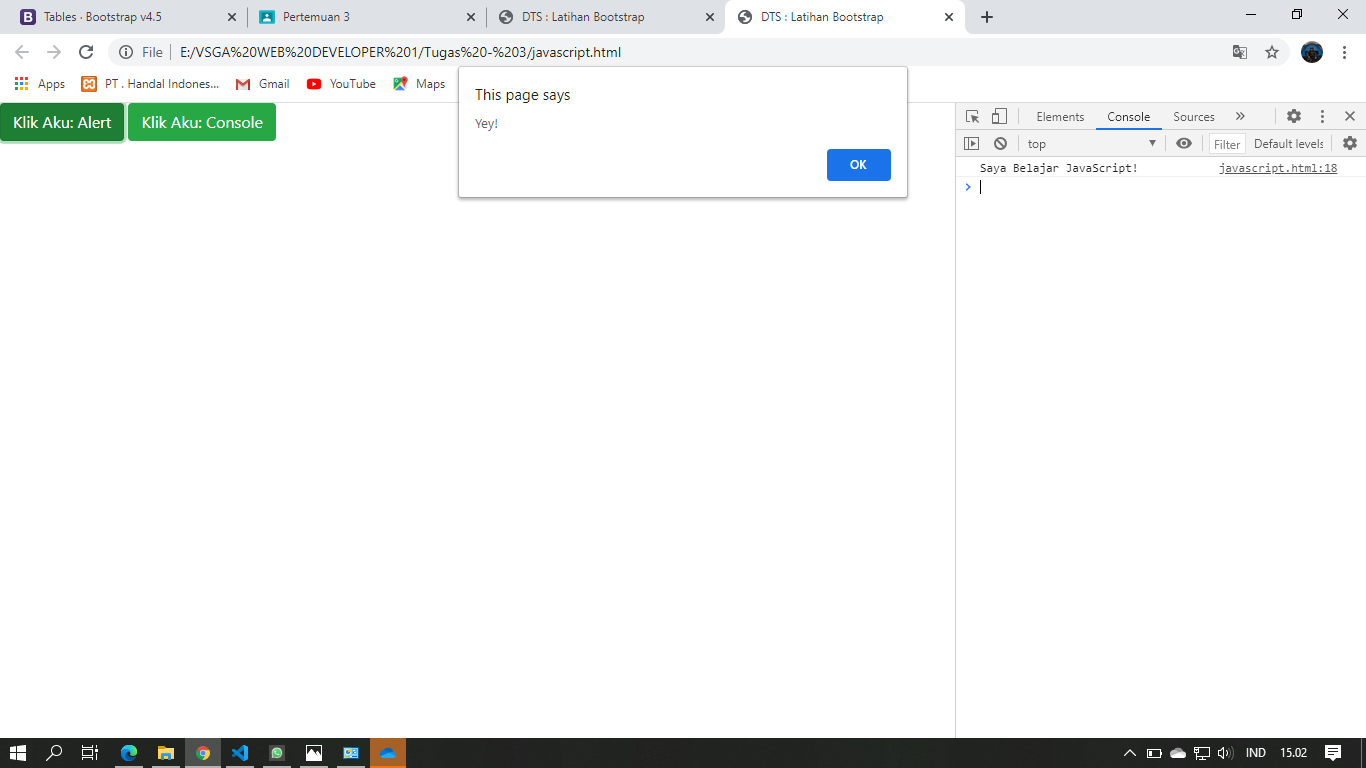 Tables · Bootstrap v4.5
Pertemuan 3
DTS : Latihan Bootstrap
DTS : Latihan Bootstrap
File
E:/VSGA%20WEB%20DEVELOPER%201/Tugas%20-%203/javascript.html
Apps
PT . Handal Indones...
Gmail
YouTube
Maps
This page says
Yey!
OK
Klik Aku: Alert
Klik Aku: Console
Elements
Console
Sources
»
top
Filter
Default levels
Saya Belajar JavaScript!
javascript.html:18
IND
15.02